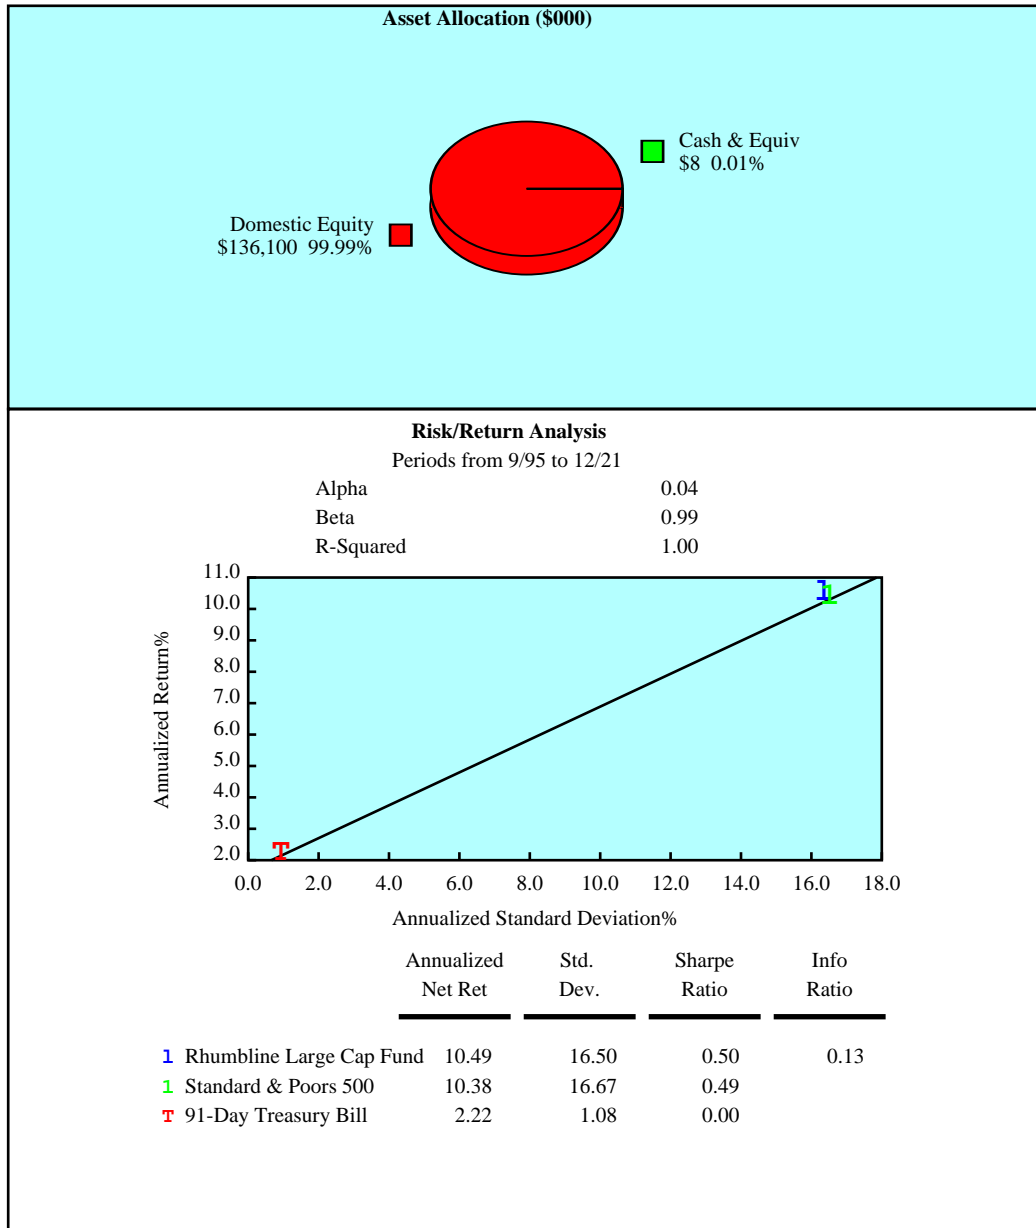 Asset Allocation ($000)
Cash & Equiv
$8 0.01%
Domestic Equity
$136,100 99.99%
Risk/Return Analysis
Periods from 9/95 to 12/21
Alpha 0.04
Beta 0.99
R-Squared 1.00
11.0
10.0
9.0
8.0
7.0
6.0
5.0
4.0
3.0
2.0
Annualized Return%
1
1
T
0.0 2.0 4.0 6.0 8.0 10.0 12.0 14.0 16.0 18.0
Annualized Standard Deviation%
Annualized Std. Sharpe Info
Net Ret Dev. Ratio Ratio
1 Rhumbline Large Cap Fund 10.49 16.50 0.50 0.13
1 Standard & Poors 500 10.38 16.67 0.49
T 91-Day Treasury Bill 2.22 1.08 0.00